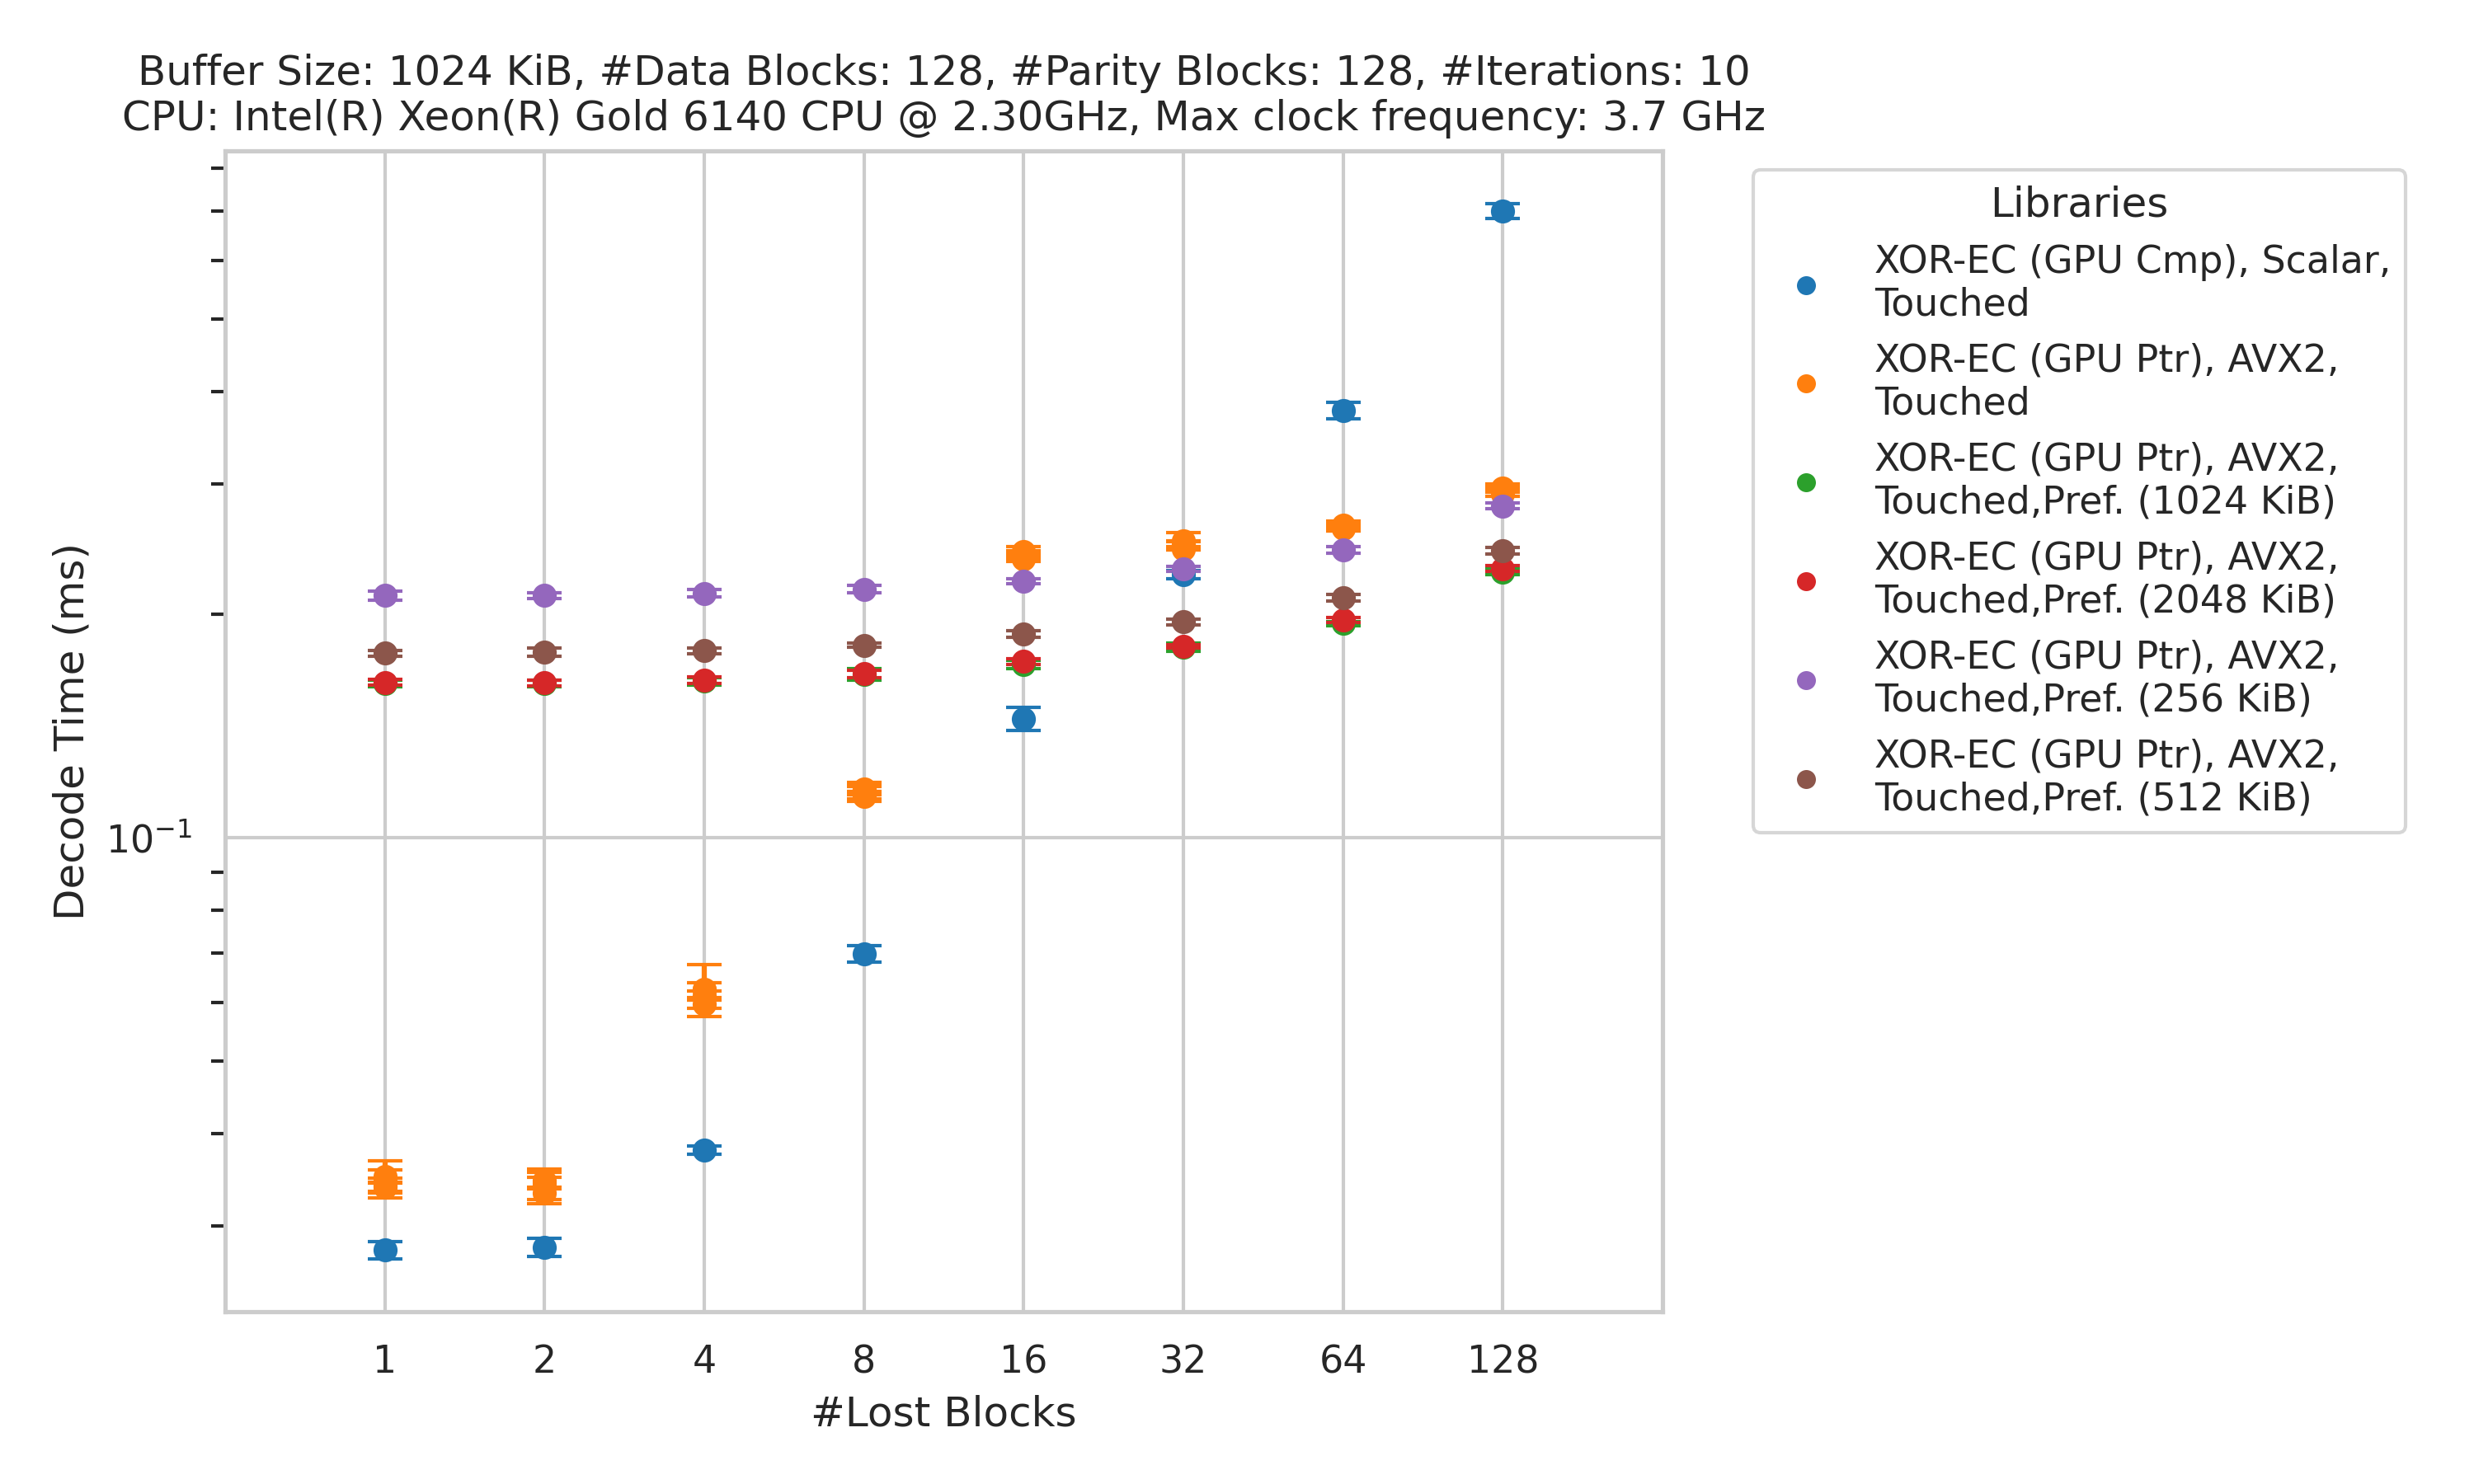 Buffer Size: 1024 KiB, #Data Blocks: 128, #Parity Blocks: 128, #Iterations: 10
CPU: Intel(R) Xeon(R) Gold 6140 CPU @ 2.30GHz, Max clock frequency: 3.7 GHz
Decode Time (ms)
10⁻¹
1 2 4 8 16 32 64 128
#Lost Blocks
Libraries
XOR-EC (GPU Cmp), Scalar,
Touched
XOR-EC (GPU Ptr), AVX2,
Touched
XOR-EC (GPU Ptr), AVX2,
Touched,Pref. (1024 KiB)
XOR-EC (GPU Ptr), AVX2,
Touched,Pref. (2048 KiB)
XOR-EC (GPU Ptr), AVX2,
Touched,Pref. (256 KiB)
XOR-EC (GPU Ptr), AVX2,
Touched,Pref. (512 KiB)